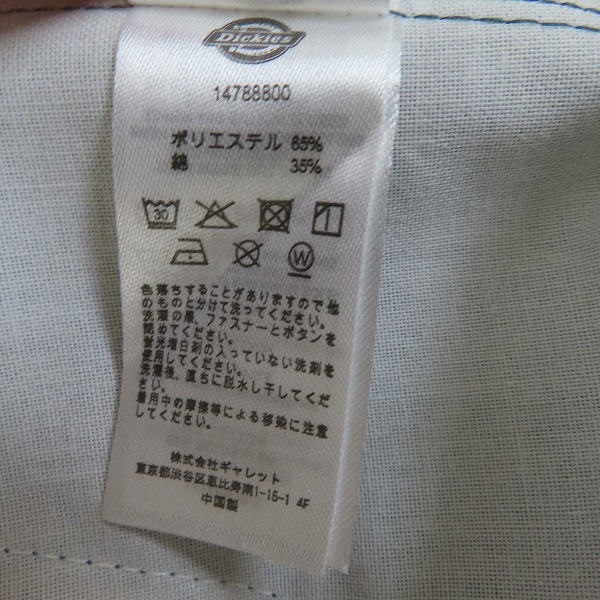 Dickies
14788800
ポリエステル 65%
綿 35%
30
W
色落ちすることがありますので他
のものと分けて洗ってください。
洗濯の際、ファスナーとボタンを
閉めてください。
蛍光増白剤の入っていない洗剤を
使用してください。
洗濯後、直ちに脱水し干してくだ
さい。
着用中の摩擦等による移染に注意
してください。
株式会社ギャレット
東京都渋谷区恵比寿南1-15-1 4F
中国製